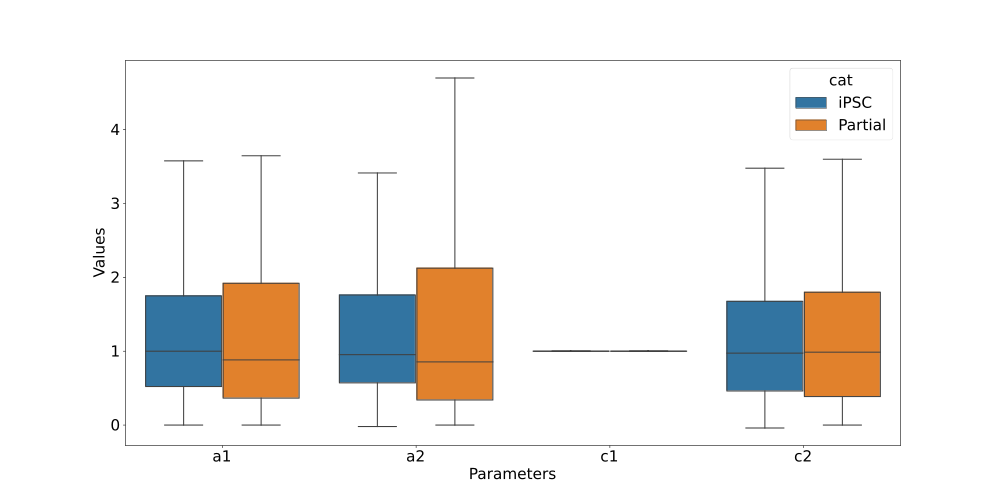 cat
iPSC
Partial
4
3
2
1
0
Values
a1 a2 c1 c2
Parameters